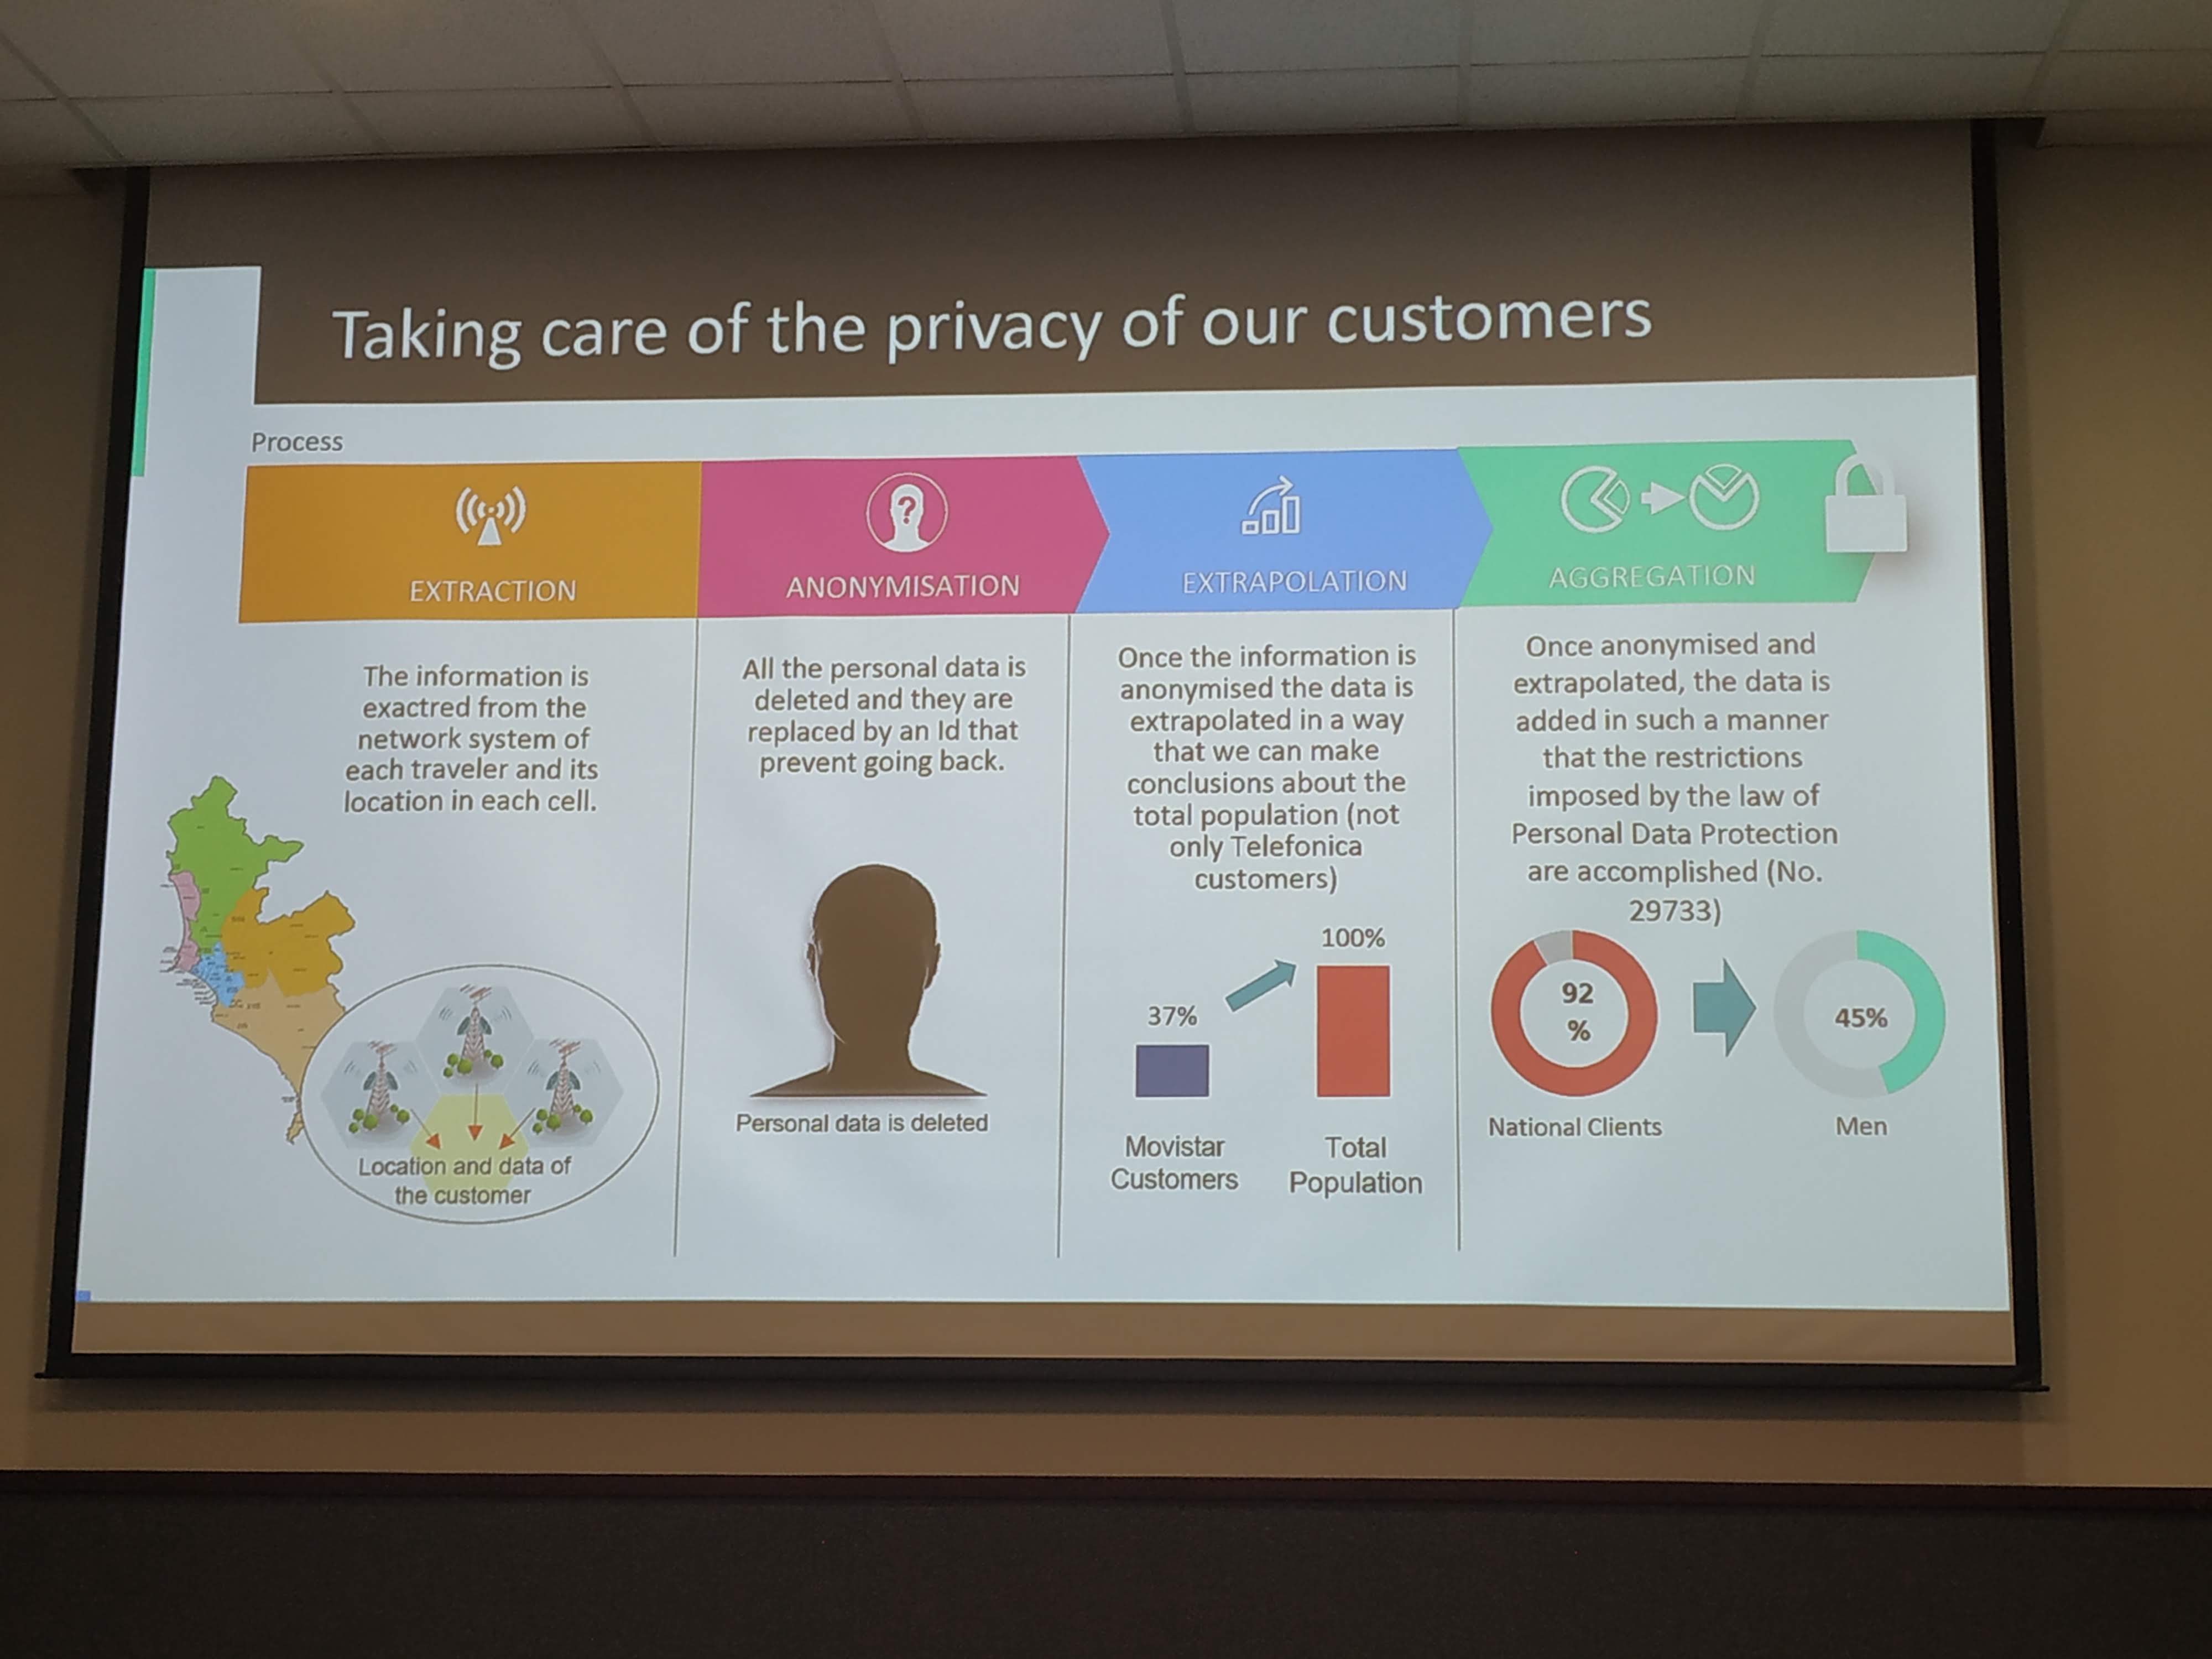 Taking care of the privacy of our customers
Process
EXTRACTION
The information is
exactred from the
network system of
each traveler and its
location in each cell.
Location and data of
the customer
ANONYMISATION
All the personal data is
deleted and they are
replaced by an Id that
prevent going back.
Personal data is deleted
EXTRAPOLATION
Once the information is
anonymised the data is
extrapolated in a way
that we can make
conclusions about the
total population (not
only Telefonica
customers)
37%
100%
Movistar
Customers
Total
Population
AGGREGATION
Once anonymised and
extrapolated, the data is
added in such a manner
that the restrictions
imposed by the law of
Personal Data Protection
are accomplished (No.
29733)
92
%
National Clients
45%
Men